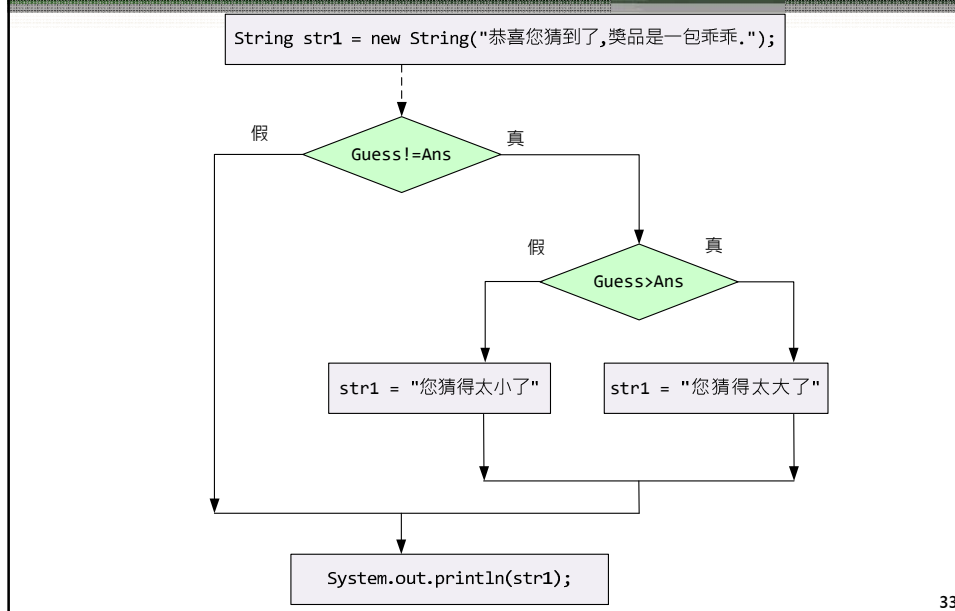 String str1 = new String("恭喜您猜到了,獎品是一包乖乖.");
假
真
Guess!=Ans
假
真
Guess>Ans
str1 = "您猜得太小了"
str1 = "您猜得太大了"
System.out.println(str1);
33